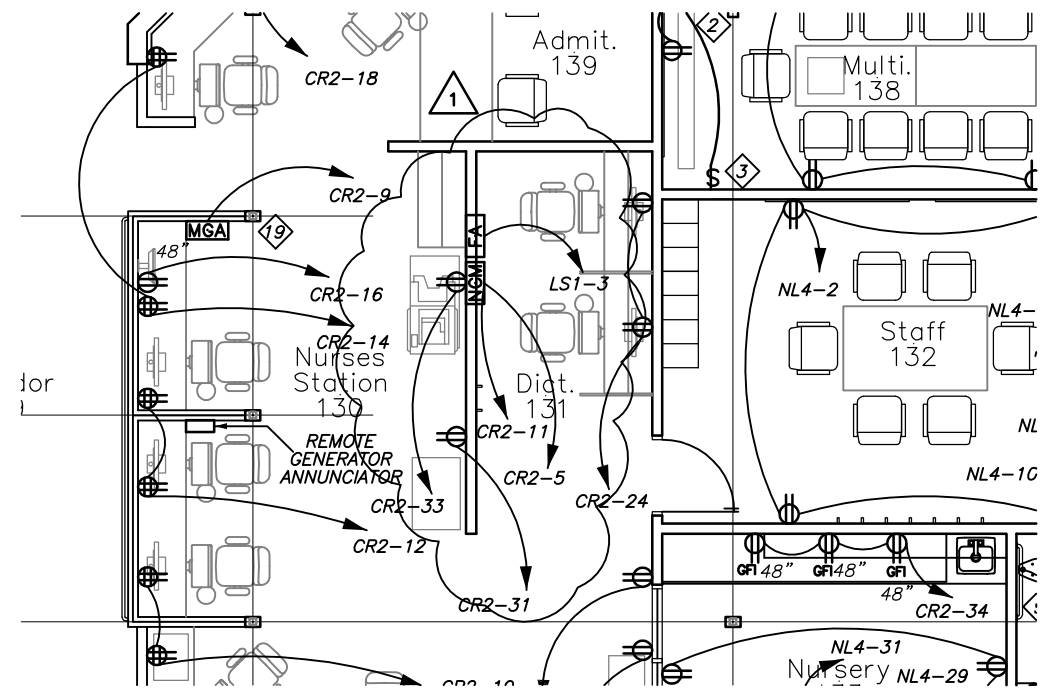 2
Admit.
139
Multi.
138
CR2-18
1
S
3
CR2-9
MGA
19
FA
48"
NGM
LS1-3
CR2-16
NL4-2
NL4-
CR2-14
Nurses
Station
130
Staff
132
dor
Dict.
131
CR2-11
NL
REMOTE
GENERATOR
ANNUNCIATOR
CR2-5
NL4-10
CR2-33
CR2-24
CR2-12
GFI 48"
GFI 48"
GFI
48"
CR2-31
CR2-34
NL4-31
Nursery
NL4-29